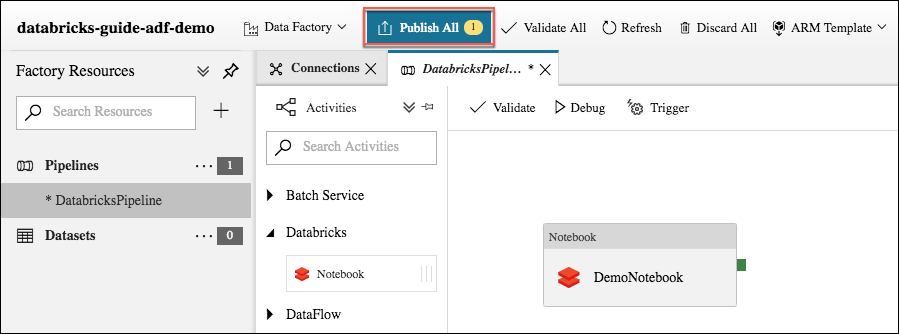 databricks-guide-adf-demo
Data Factory
Publish All 1
Validate All
Refresh
Discard All
ARM Template
Factory Resources
Search Resources
Pipelines 1
* DatabricksPipeline
Datasets 0
Connections
DatabricksPipel... *
Activities
Search Activities
Batch Service
Databricks
Notebook
DataFlow
Validate
Debug
Trigger
Notebook
DemoNotebook